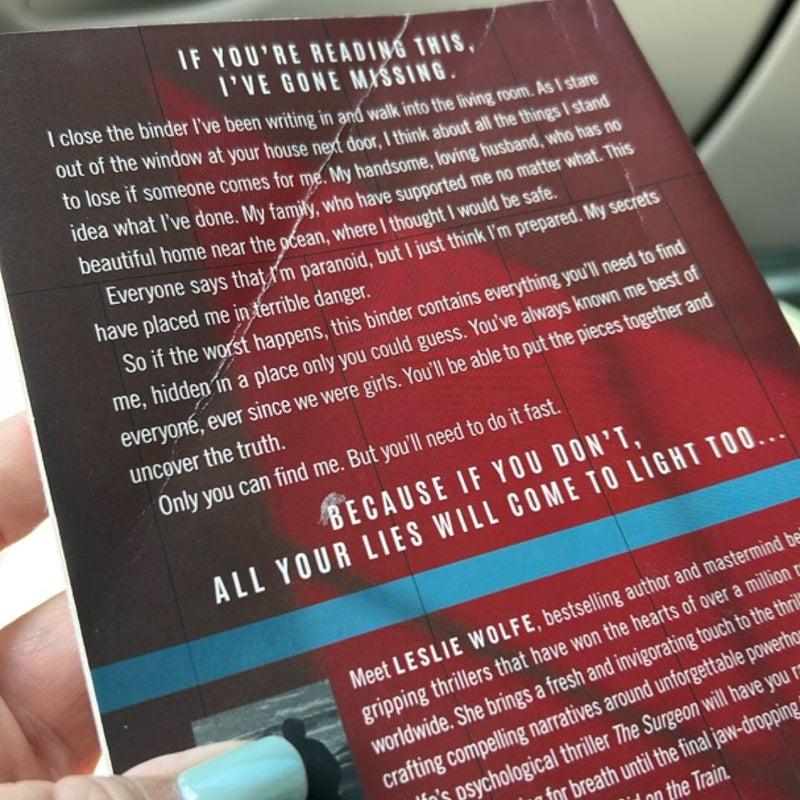 IF YOU'RE READING THIS,
I'VE GONE MISSING.
I close the binder I've been writing in and walk into the living room. As I stare
out of the window at your house next door, I think about all the things I stand
to lose if someone comes for me. My handsome, loving husband, who has no
idea what I've done. My family, who have supported me no matter what. This
beautiful home near the ocean, where I thought I would be safe.
Everyone says that I'm paranoid, but I just think I'm prepared. My secrets
have placed me in terrible danger.
So if the worst happens, this binder contains everything you'll need to find
me, hidden in a place only you could guess. You've always known me best of
everyone, ever since we were girls. You'll be able to put the pieces together and
uncover the truth.
Only you can find me. But you'll need to do it fast.
BECAUSE IF YOU DON'T,
ALL YOUR LIES WILL COME TO LIGHT TOO...
Meet LESLIE WOLFE, bestselling author and mastermind
gripping thrillers that have won the hearts of over a million
worldwide. She brings a fresh and invigorating touch to the
crafting compelling narratives around unforgettable
psychological thriller The Surgeon will have you
for breath until the final jaw-dropping
on the Train.